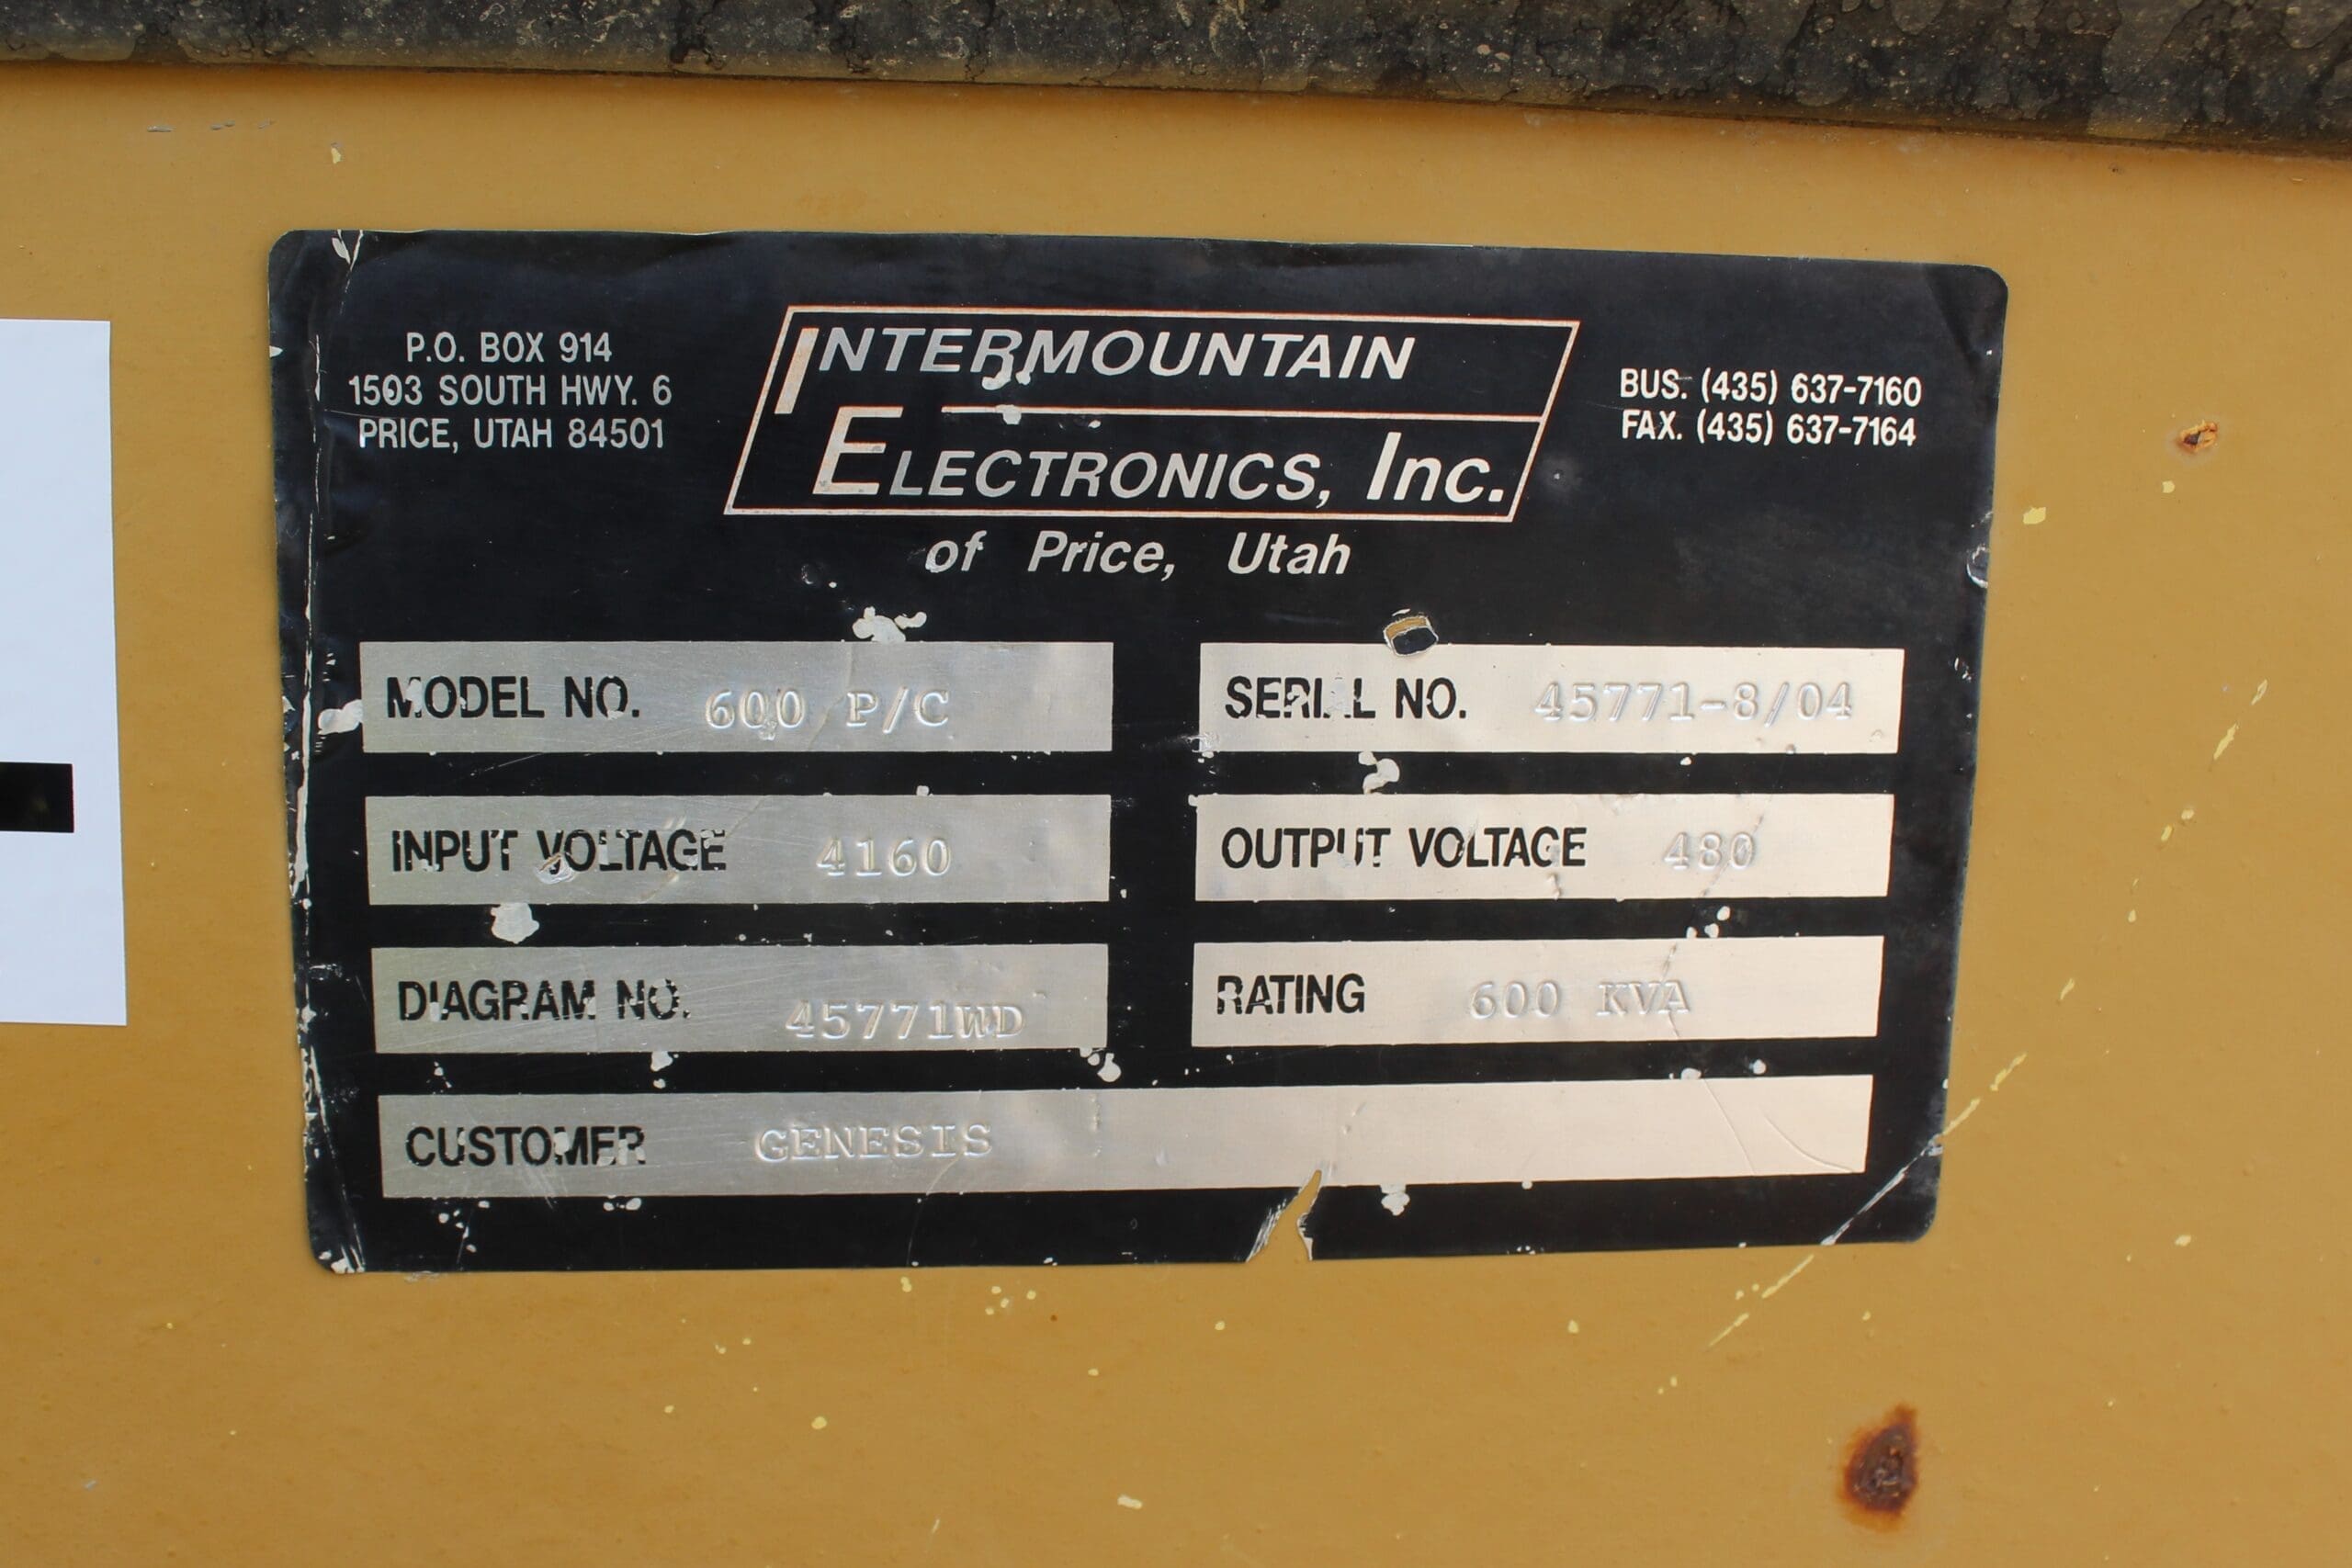 P.O. BOX 914
1503 SOUTH HWY. 6
PRICE, UTAH 84501
INTERMOUNTAIN
ELECTRONICS, Inc.
of Price, Utah
BUS. (435) 637-7160
FAX. (435) 637-7164
MODEL NO. 600 P/C
SERIAL NO. 45771-8/04
INPUT VOLTAGE 4160
OUTPUT VOLTAGE 480
DIAGRAM NO. 45771WD
RATING 600 KVA
CUSTOMER GENESIS